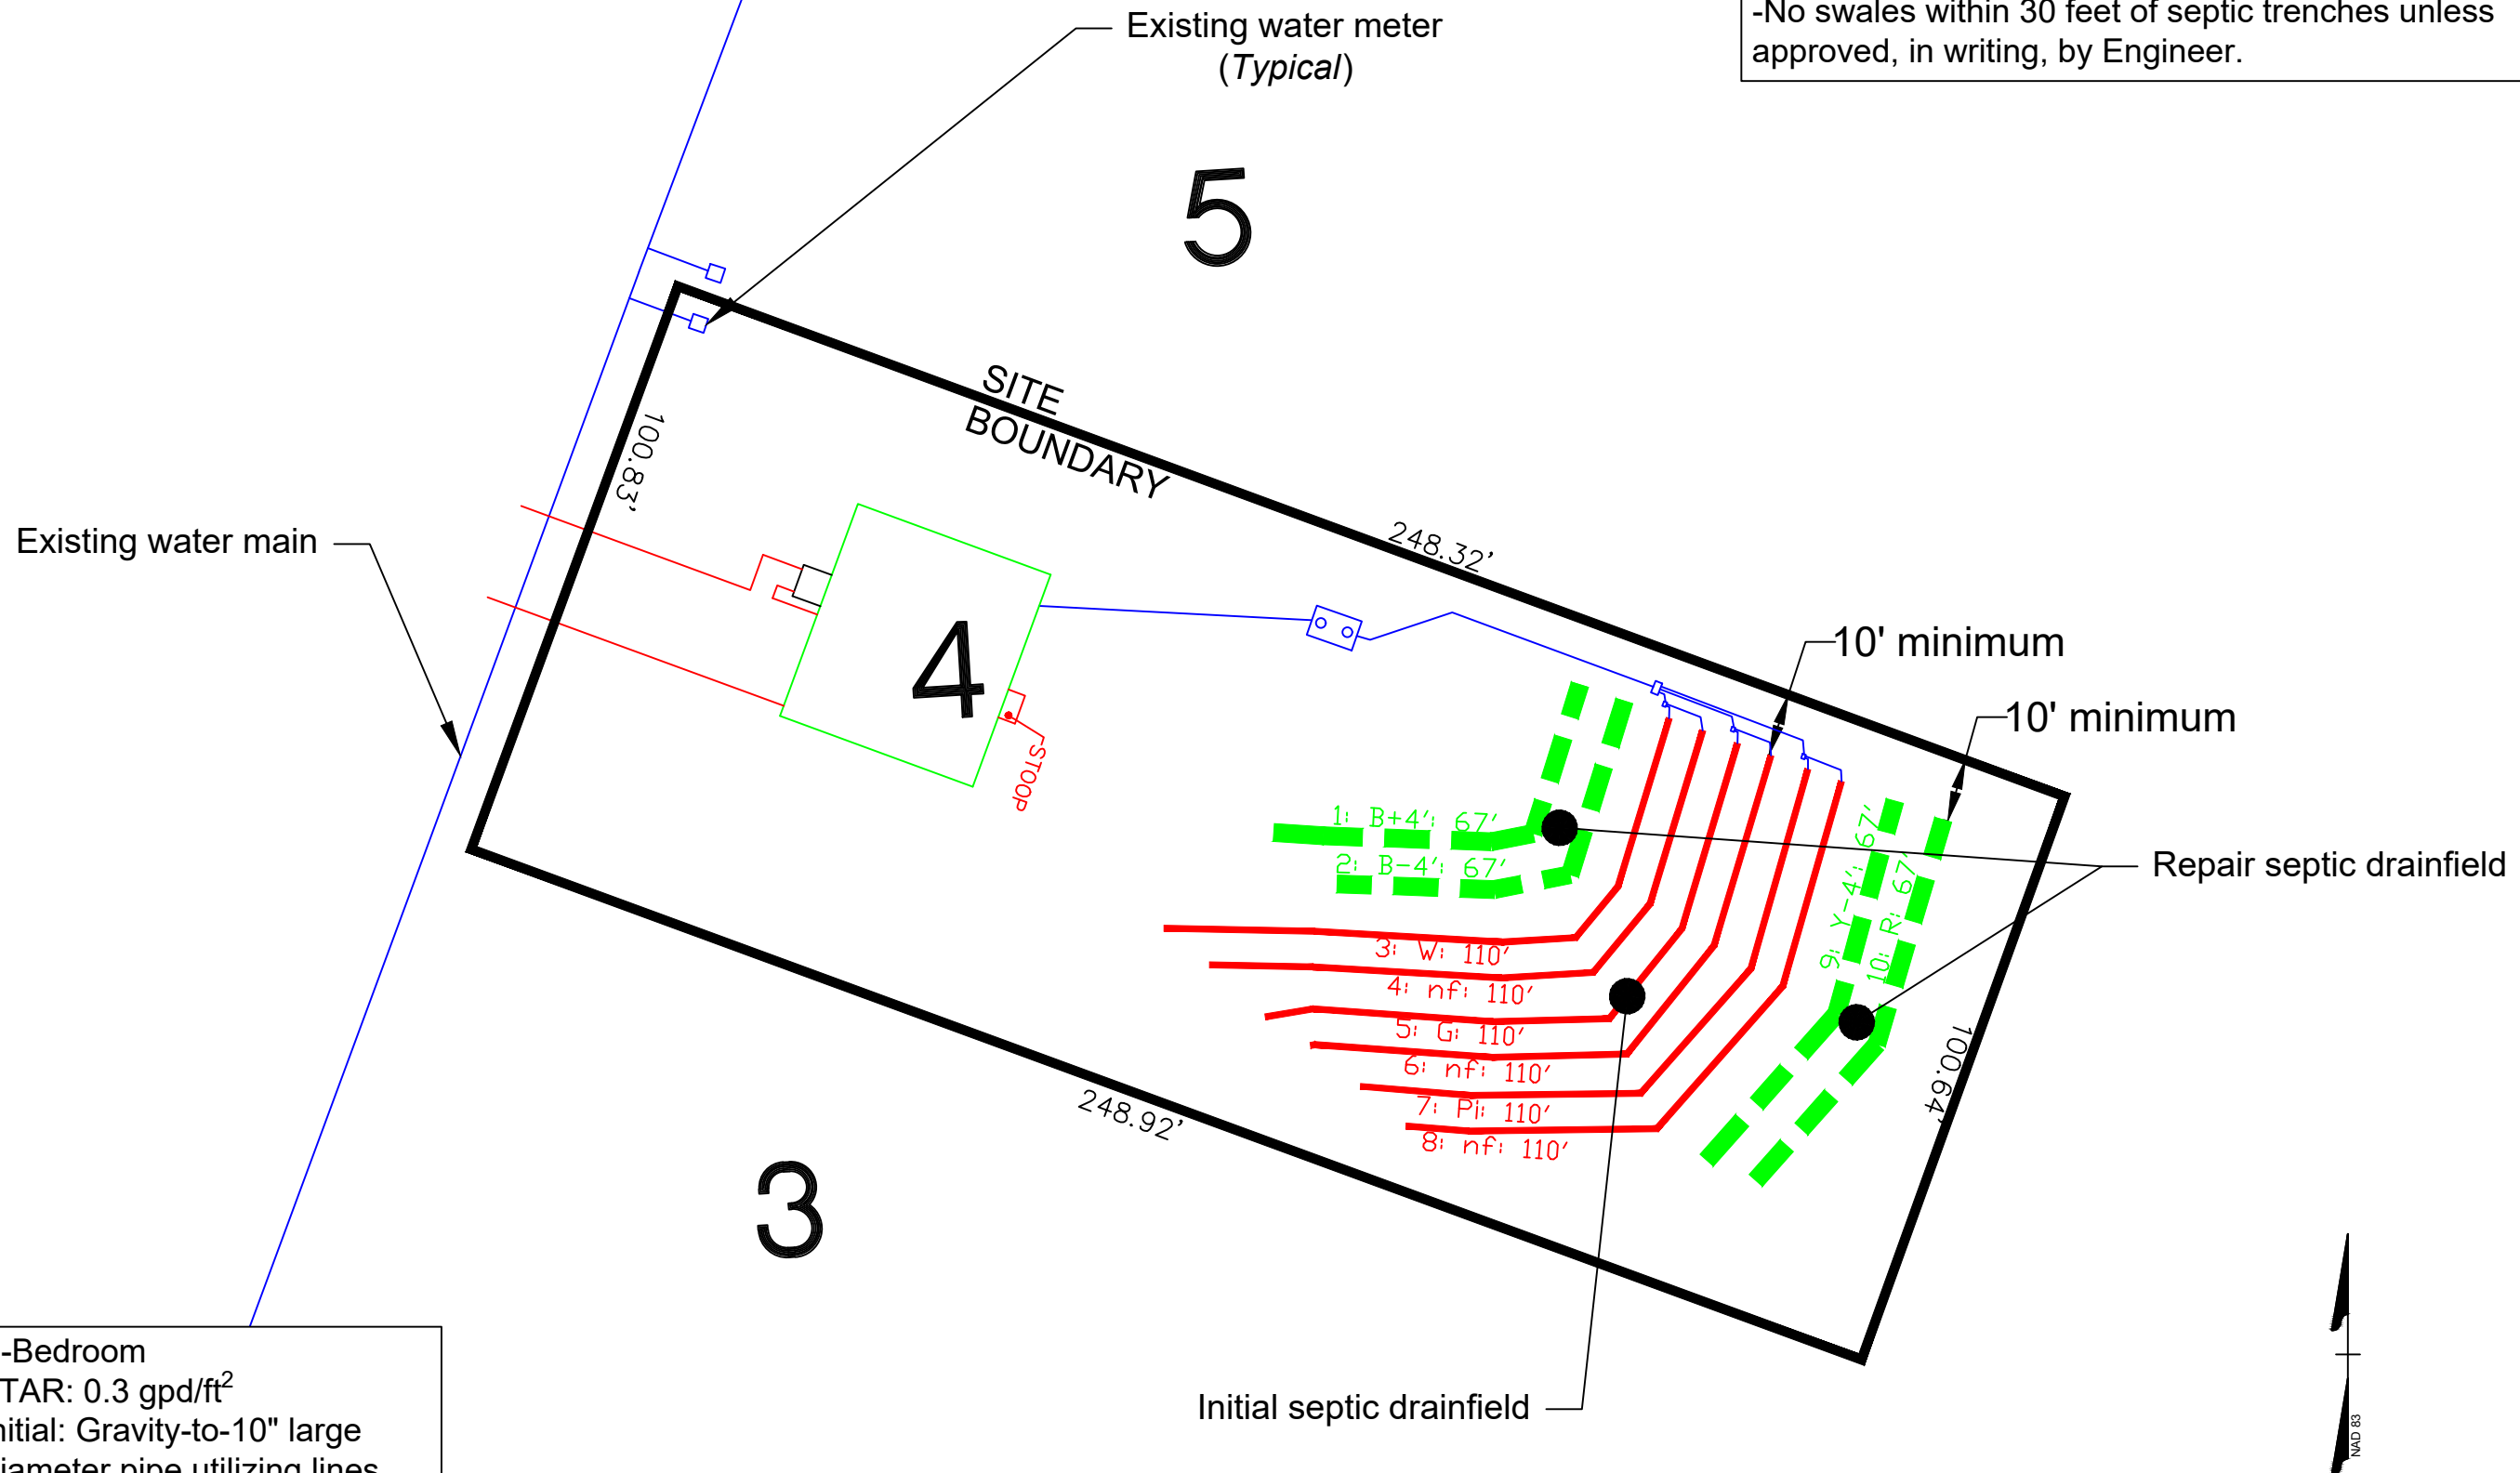 -No swales within 30 feet of septic trenches unless
approved, in writing, by Engineer.
Existing water meter
(Typical)
5
SITE
BOUNDARY
100.83'
248.32'
Existing water main
4
STOOP
10' minimum
10' minimum
1: B+4': 67'
2: B-4': 67'
Repair septic drainfield
9: Y-4': 67'
10: R: 67'
3: W: 110'
4: nf: 110'
5: G: 110'
6: nf: 110'
7: Pi: 110'
8: nf: 110'
100.64'
248.92'
3
-Bedroom
TAR: 0.3 gpd/ft²
nitial: Gravity-to-10" large
iameter pipe utilizing lines
Initial septic drainfield
NAD 83